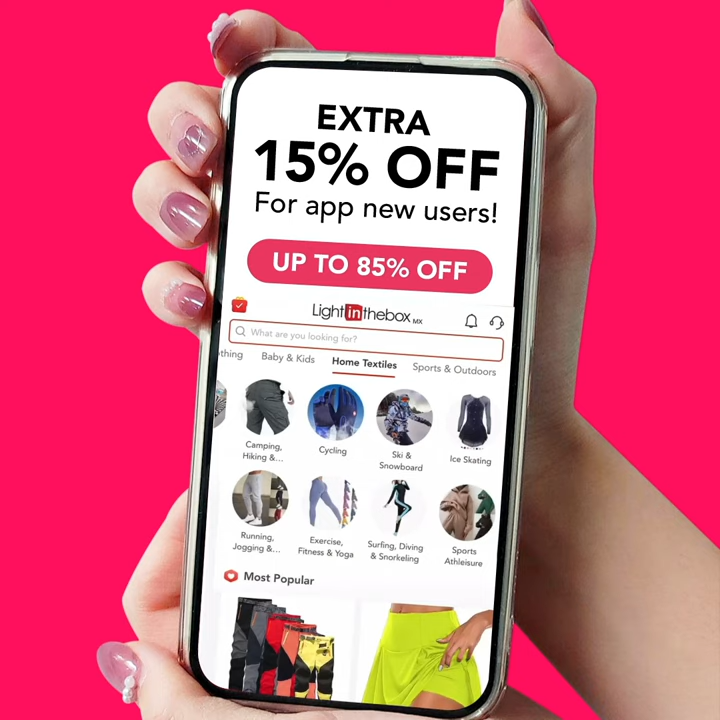 EXTRA
15% OFF
For app new users!
UP TO 85% OFF
Lightinthebox MX
What are you looking for?
thing Baby & Kids Home Textiles Sports & Outdoors
Camping,
Hiking &...
Cycling
Ski &
Snowboard
Ice Skating
Running,
Jogging &...
Exercise,
Fitness & Yoga
Surfing, Diving
& Snorkeling
Sports
Athleisure
Most Popular